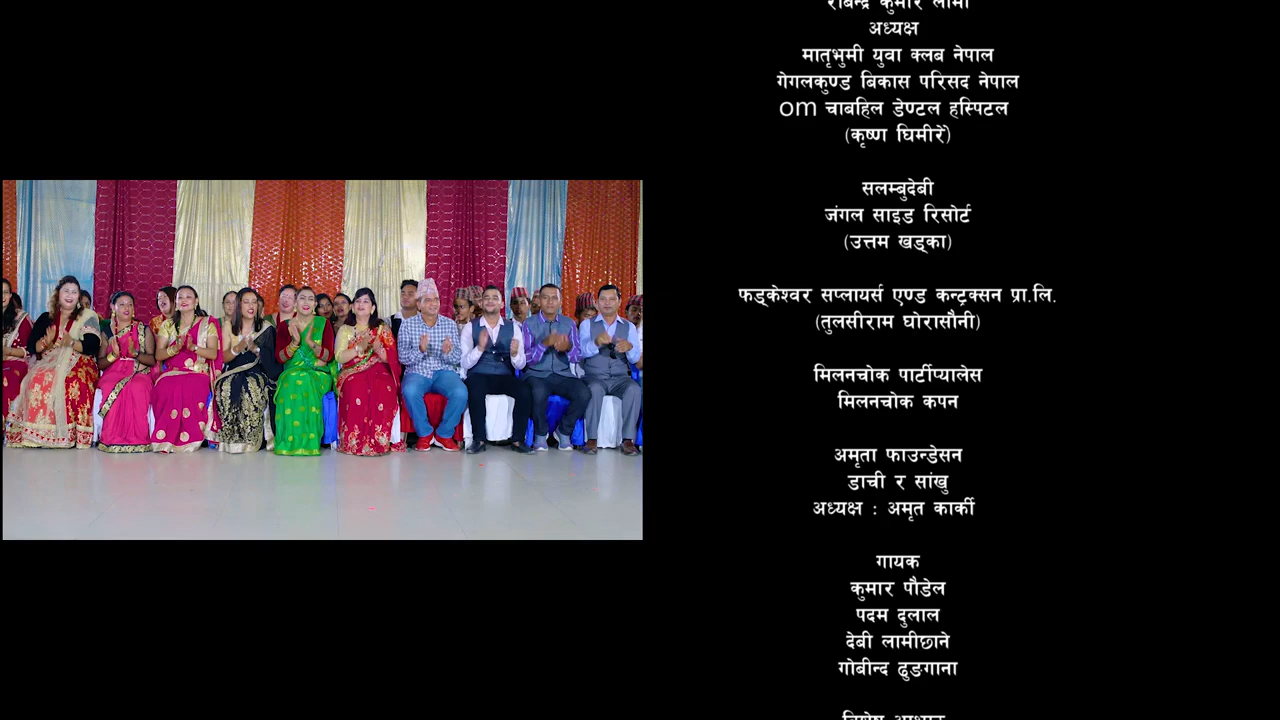 रबिन्द्र कुमार लामा
अध्यक्ष
मातृभुमी युवा क्लब नेपाल
गेगलकुण्ड बिकास परिसद नेपाल
om चाबहिल डेण्टल हस्पिटल
(कृष्ण घिमीरे)
सलम्बुदेबी
जंगल साइड रिसोर्ट
(उत्तम खड्का)
फड्केश्वर सप्लायर्स एण्ड कन्ट्रक्सन प्रा.लि.
(तुलसीराम घोरासौनी)
मिलनचोक पार्टीप्यालेस
मिलनचोक कपन
अमृता फाउन्डेसन
डाची र सांखु
अध्यक्ष : अमृत कार्की
गायक
कुमार पौडेल
पदम दुलाल
देबी लामीछाने
गोबीन्द ढुङगाना